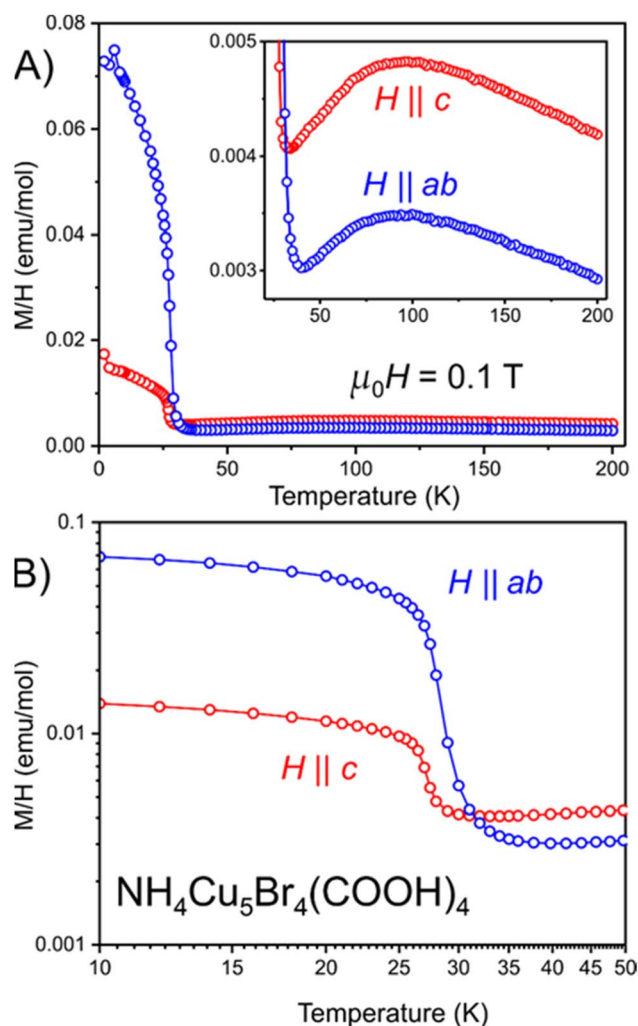 A)
M/H (emu/mol)
0.08
0.06
0.04
0.02
0.00
0.005
0.004
0.003
H || c
H || ab
50
100
150
200
μ₀H = 0.1 T
0
50
100
150
200
Temperature (K)
B)
M/H (emu/mol)
0.1
0.01
0.001
H || ab
H || c
NH₄Cu₅Br₄(COOH)₄
10
15
20
25
30
35
40
45
50
Temperature (K)